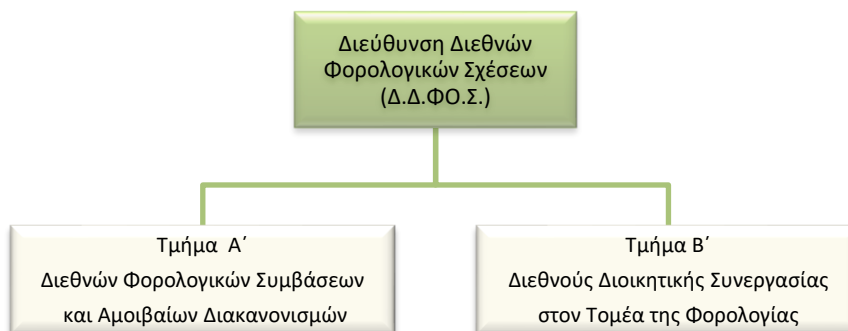 Διεύθυνση Διεθνών
Φορολογικών Σχέσεων
(Δ.Δ.ΦΟ.Σ.)
Τμήμα Α΄
Διεθνών Φορολογικών Συμβάσεων
και Αμοιβαίων Διακανονισμών
Τμήμα Β΄
Διεθνούς Διοικητικής Συνεργασίας
στον Τομέα της Φορολογίας